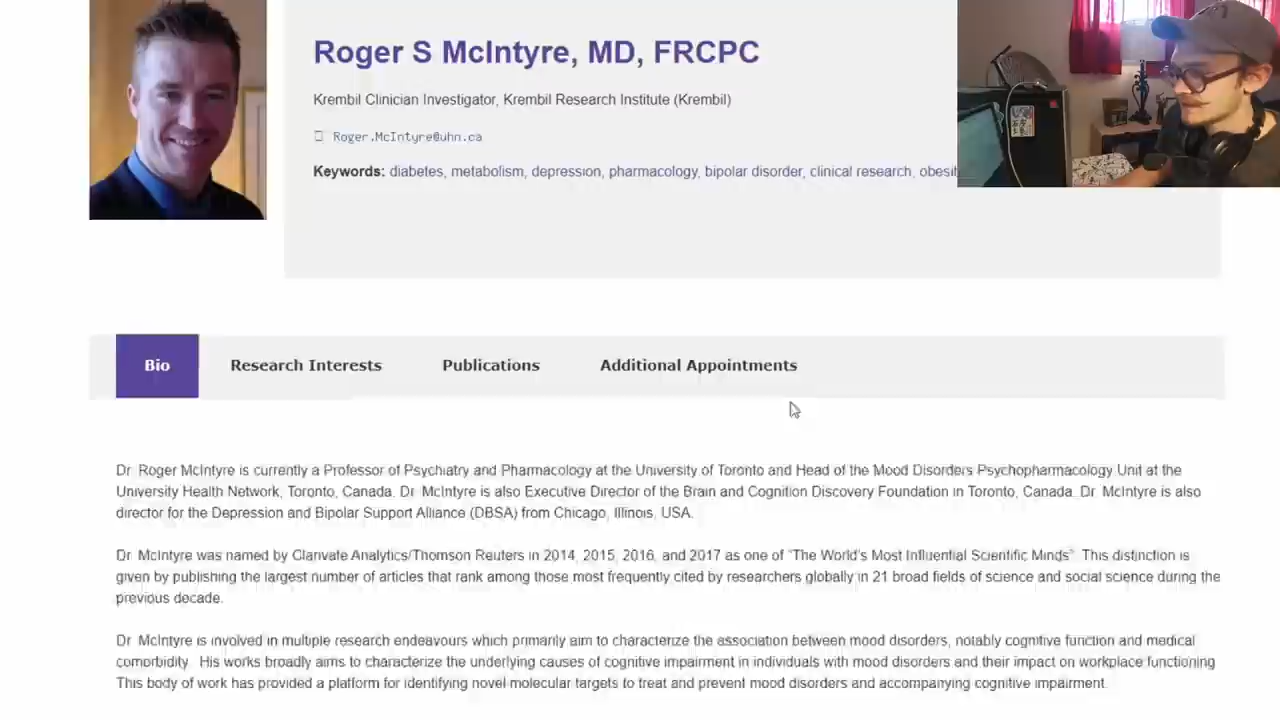 Roger S McIntyre, MD, FRCPC
Krembil Clinician Investigator, Krembil Research Institute (Krembil)
Roger.McIntyre@uhn.ca
Keywords: diabetes, metabolism, depression, pharmacology, bipolar disorder, clinical research, obesit
Bio
Research Interests
Publications
Additional Appointments
Dr. Roger McIntyre is currently a Professor of Psychiatry and Pharmacology at the University of Toronto and Head of the Mood Disorders Psychopharmacology Unit at the
University Health Network, Toronto, Canada. Dr. McIntyre is also Executive Director of the Brain and Cognition Discovery Foundation in Toronto, Canada. Dr. McIntyre is also
director for the Depression and Bipolar Support Alliance (DBSA) from Chicago, Illinois, USA.
Dr. McIntyre was named by Clarivate Analytics/Thomson Reuters in 2014, 2015, 2016, and 2017 as one of "The World's Most Influential Scientific Minds". This distinction is
given by publishing the largest number of articles that rank among those most frequently cited by researchers globally in 21 broad fields of science and social science during the
previous decade.
Dr. McIntyre is involved in multiple research endeavours which primarily aim to characterize the association between mood disorders, notably cognitive function and medical
comorbidity. His works broadly aims to characterize the underlying causes of cognitive impairment in individuals with mood disorders and their impact on workplace functioning.
This body of work has provided a platform for identifying novel molecular targets to treat and prevent mood disorders and accompanying cognitive impairment.